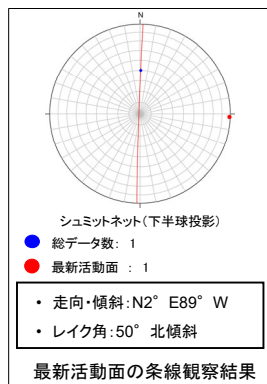 N
シュミットネット(下半球投影)
総データ数: 1
最新活動面 : 1
• 走向・傾斜:N2° E89° W
• レイク角:50° 北傾斜
最新活動面の条線観察結果